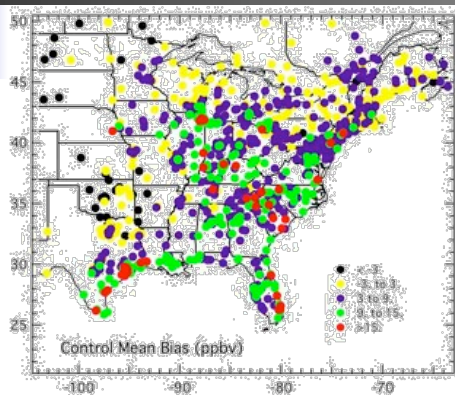 50
45
40
35
30
25
< -3
-3. to 3.
3 to 9.
9. to 15.
>15.
Control Mean Bias (ppbv)
-100 -90 -80 -70